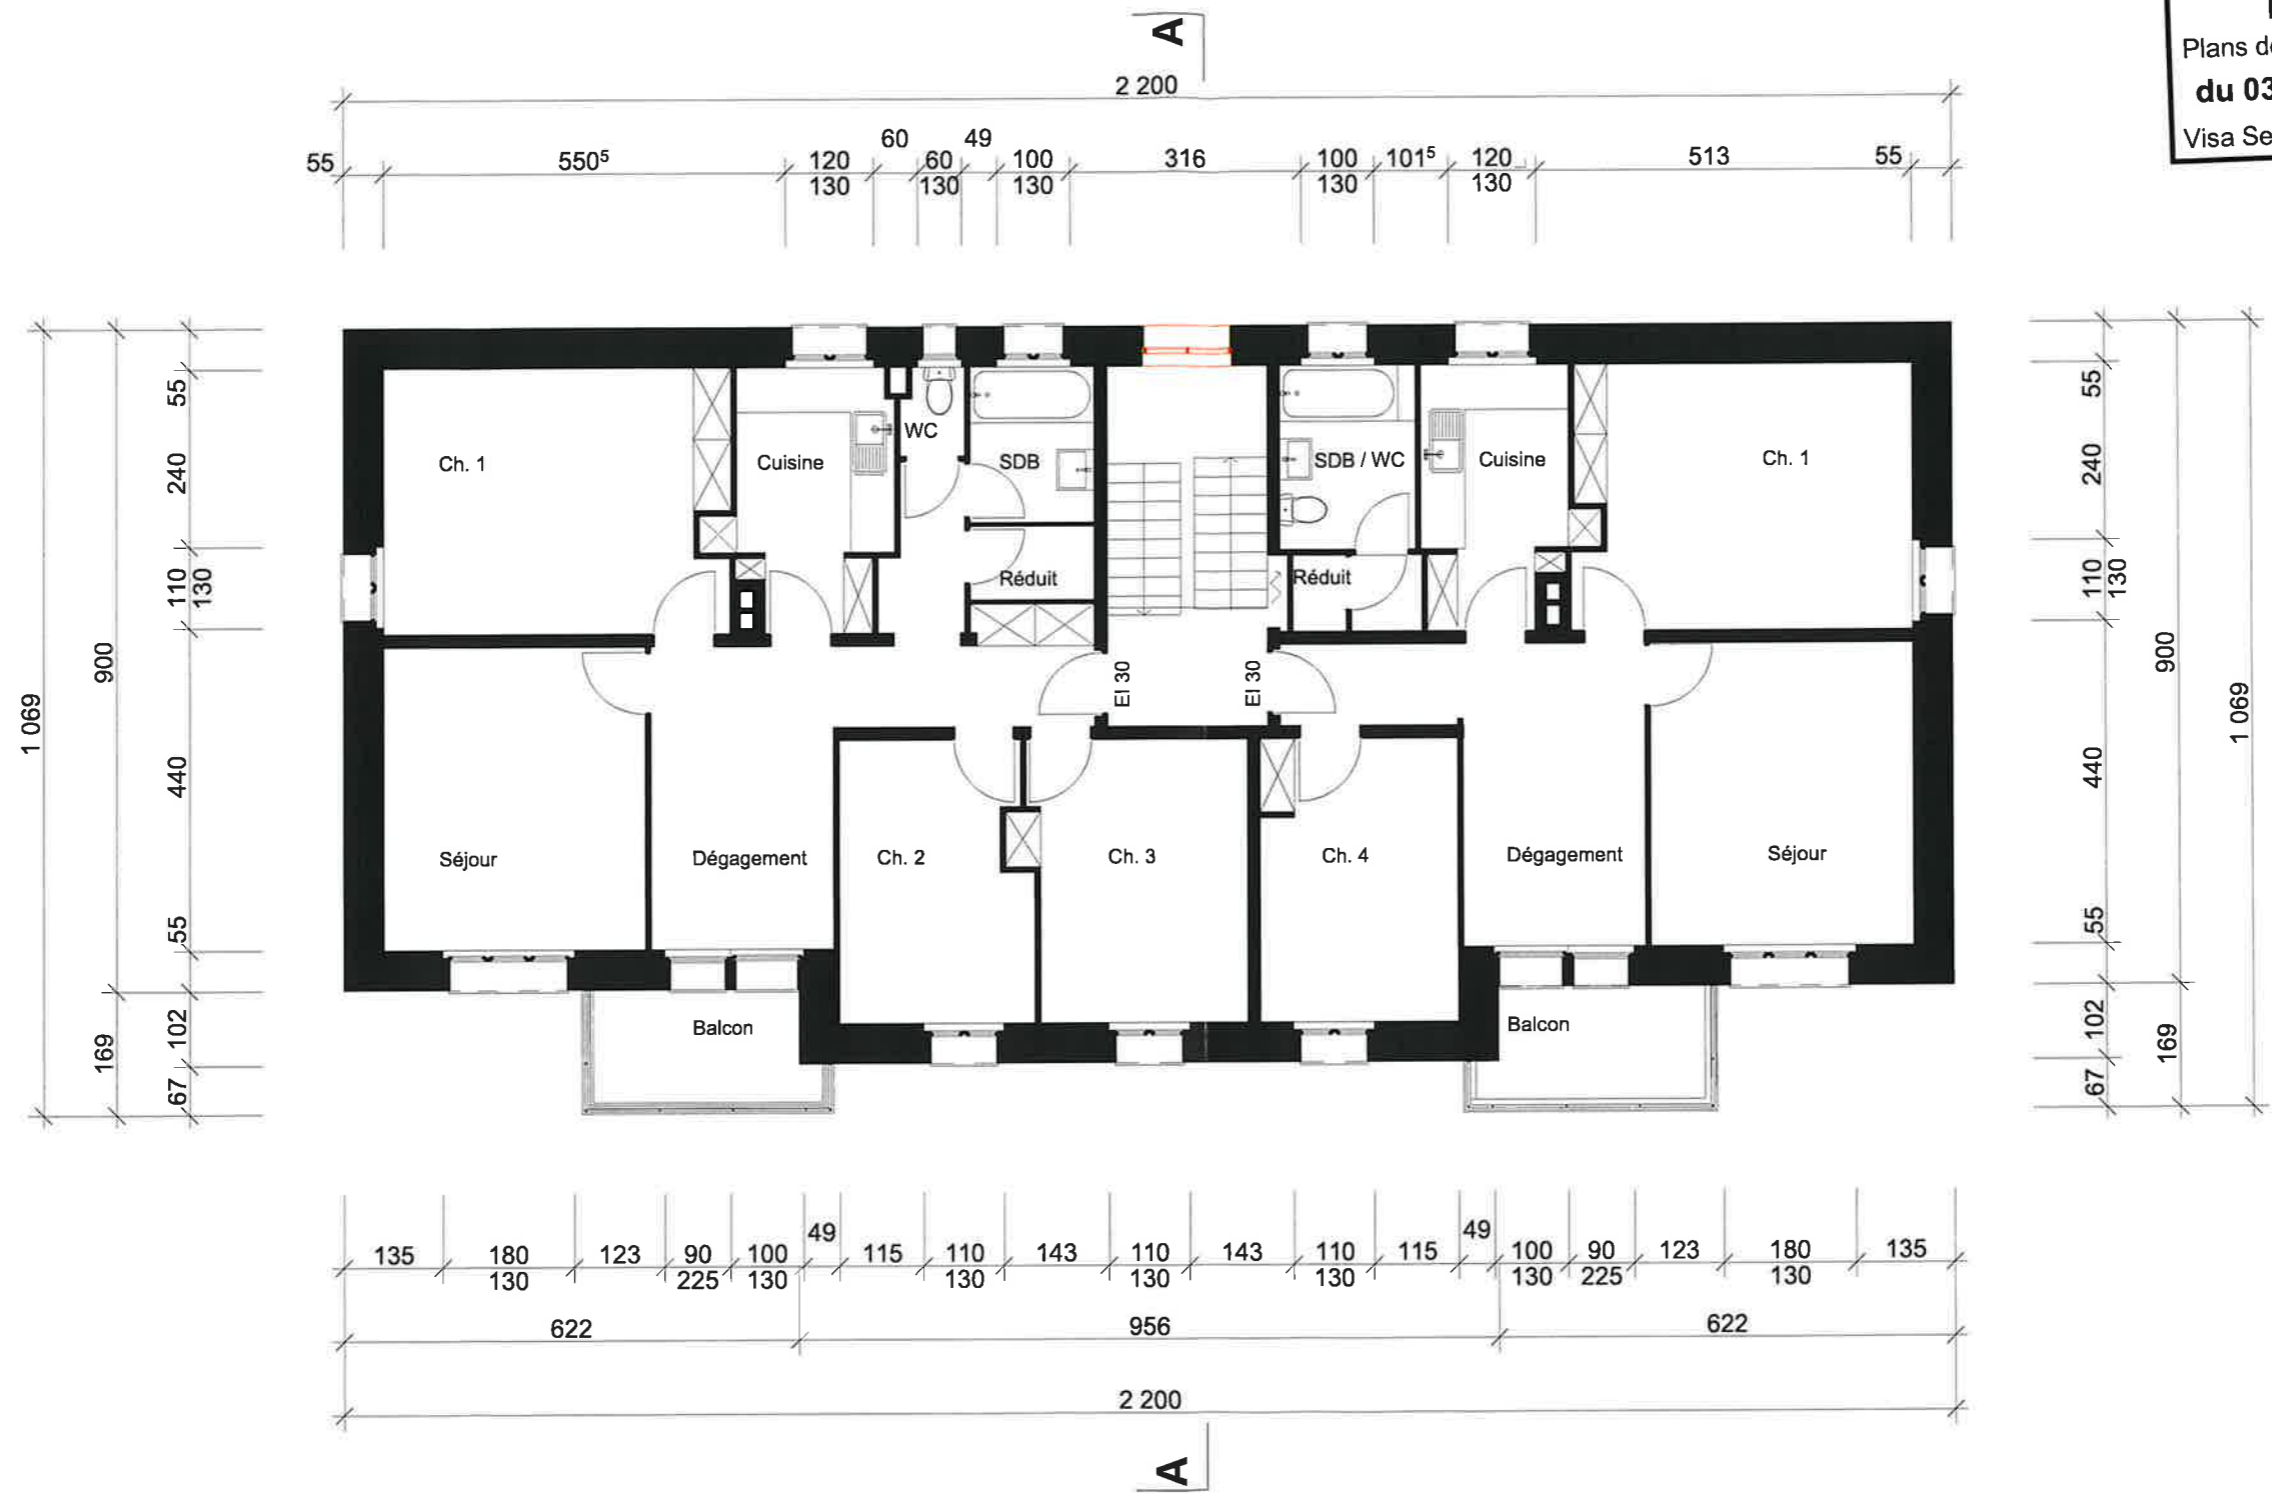 A
Plans de
du 03
Visa Se
2 200
60 49
55 550⁵ 120 60 100 316 100 101⁵ 120 513 55
130 130 130 130 130
1 069
900
169
55
240
110
130
440
55
102
67
Ch. 1
Cuisine
WC
SDB
Réduit
SDB / WC
Réduit
Cuisine
Ch. 1
EI 30
EI 30
Séjour
Dégagement
Ch. 2
Ch. 3
Ch. 4
Dégagement
Séjour
Balcon
Balcon
55
240
110
130
440
55
102
67
900
169
1 069
49 49
135 180 123 90 100 115 110 143 110 143 110 115 100 90 123 180 135
130 225 130 130 130 130 130 225 130
622 956 622
2 200
A